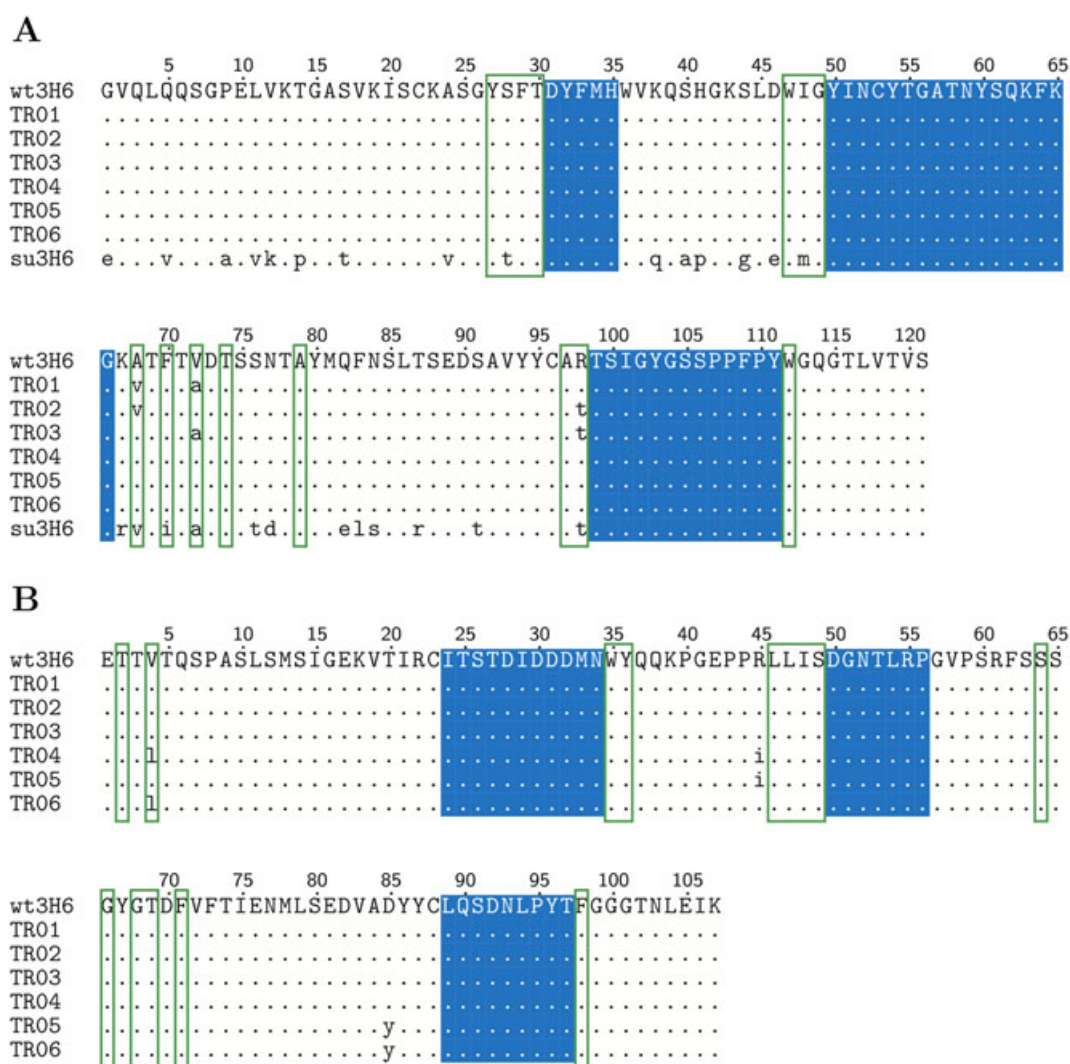 A
5 10 15 20 25 30 35 40 45 50 55 60 65
wt3H6 GVQLQQSGPELVKTGASVKISCKASGYSFTDYFMHWVKQSHGKSLDWIGYINCYTGATNYSQKFK
TR01 .................................................................
TR02 .................................................................
TR03 .................................................................
TR04 .................................................................
TR05 .................................................................
TR06 .................................................................
su3H6 e...v...a.vk.p..t......v...t.........q.ap..g.e.m.................
70 75 80 85 90 95 100 105 110 115 120
wt3H6 GKATFTVDTSSNTAYMQFNSLTSEDSAVYYCARTSIGYGSSPPFPYWGQGTLVTVS
TR01 ..v...a.................................................
TR02 ..v.............................t.......................
TR03 ......a.........................t.......................
TR04 ........................................................
TR05 ........................................................
TR06 ........................................................
su3H6 .rv.i.a...td....els..r...t......t.......................
B
5 10 15 20 25 30 35 40 45 50 55 60 65
wt3H6 ETTVTQSPASLSMSIGEKVTIRCITSTDIDDDMNWYQQKPGEPPRLLISDGNTLRPGVPSRFSSS
TR01 .................................................................
TR02 .................................................................
TR03 .................................................................
TR04 ...l........................................i....................
TR05 ............................................i....................
TR06 ...l.............................................................
70 75 80 85 90 95 100 105
wt3H6 GYGTDFVFTIENMLSEDVADYYCLQSDNLPYTFGGGTNLEIK
TR01 ..........................................
TR02 ..........................................
TR03 ..........................................
TR04 ..........................................
TR05 ...................y......................
TR06 ...................y......................